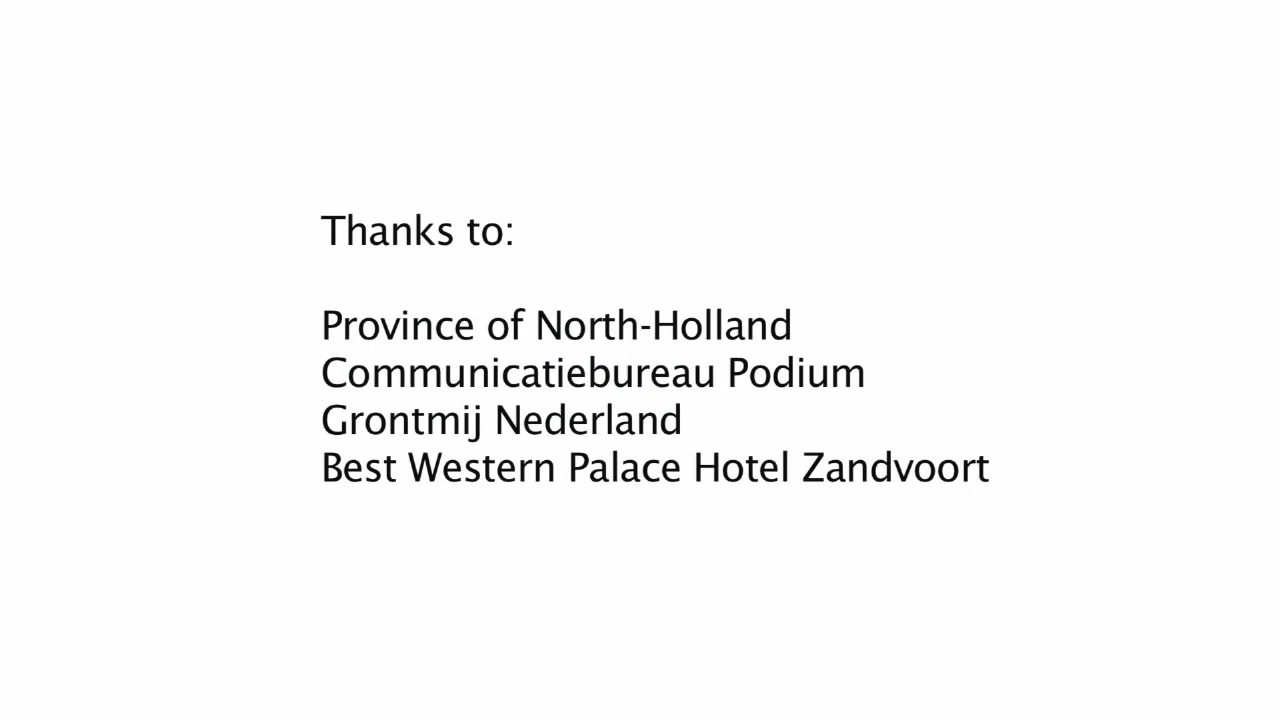 Thanks to:
Province of North-Holland
Communicatiebureau Podium
Grontmij Nederland
Best Western Palace Hotel Zandvoort